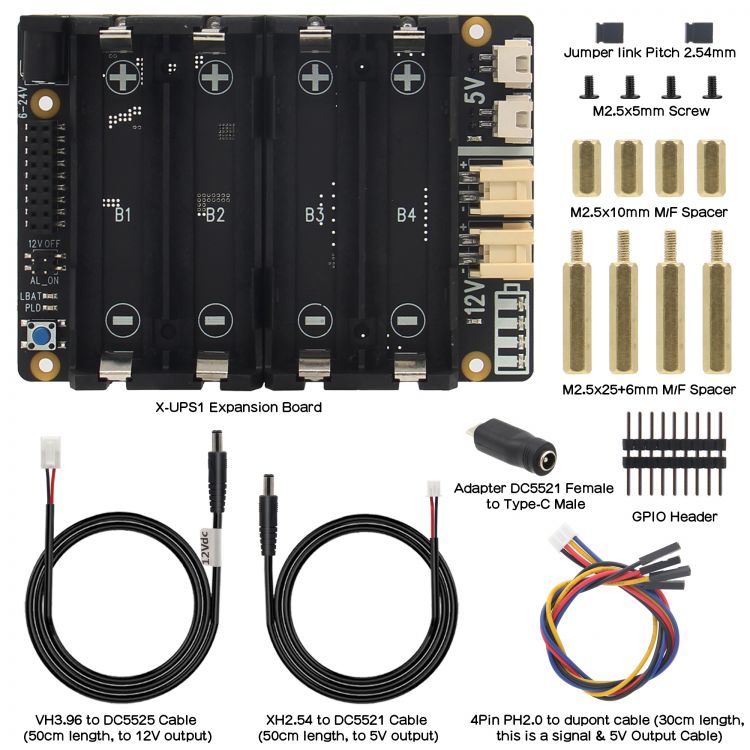 Jumper link Pitch 2.54mm
M2.5x5mm Screw
M2.5x10mm M/F Spacer
M2.5x25+6mm M/F Spacer
6-24V
5V
+
+
B1
B2
B3
B4
+
+
12V OFF
AL_ON
LBAT
PLD
12V
X-UPS1 Expansion Board
Adapter DC5521 Female
to Type-C Male
GPIO Header
12Vdc
VH3.96 to DC5525 Cable
(50cm length, to 12V output)
XH2.54 to DC5521 Cable
(50cm length, to 5V output)
4Pin PH2.0 to dupont cable (30cm length,
this is a signal & 5V Output Cable)